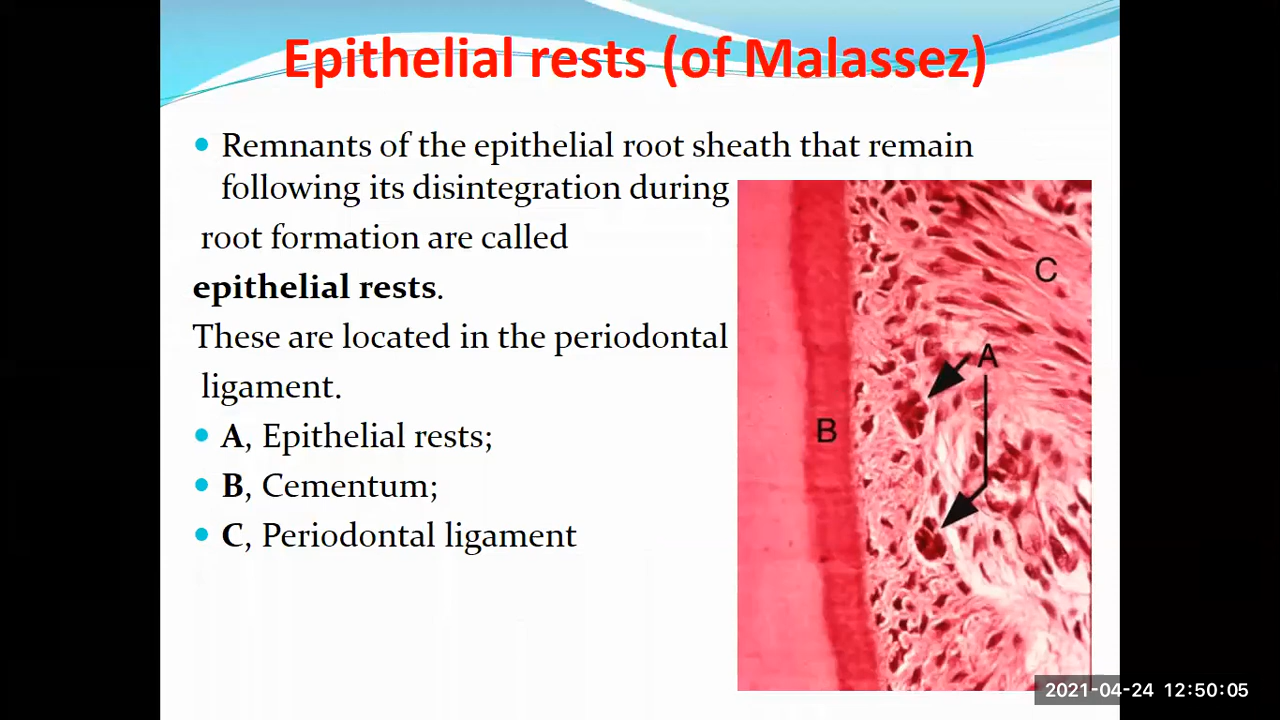 Epithelial rests (of Malassez)
Remnants of the epithelial root sheath that remain
following its disintegration during
root formation are called
epithelial rests.
These are located in the periodontal
ligament.
A, Epithelial rests;
B, Cementum;
C, Periodontal ligament
C
A
B
2021-04-24 12:50:05